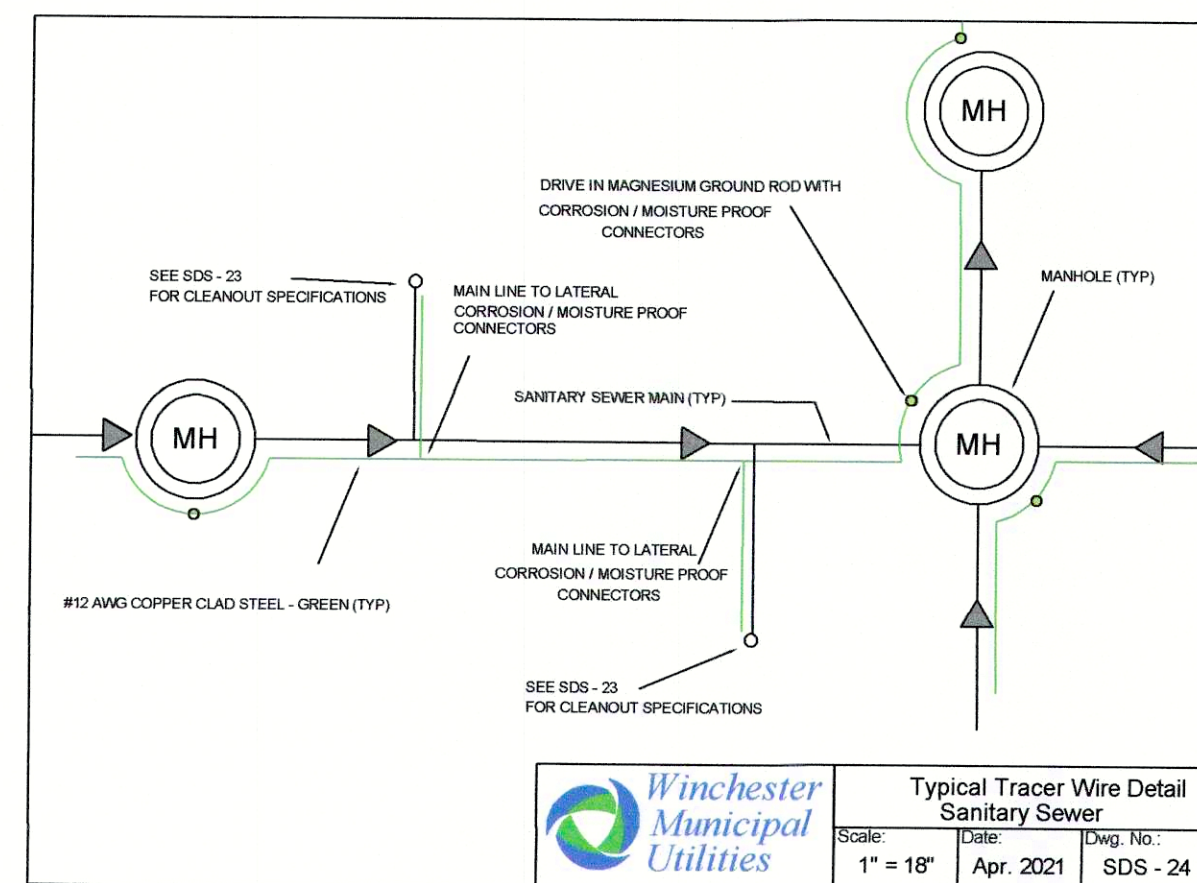 MH
DRIVE IN MAGNESIUM GROUND ROD WITH
CORROSION / MOISTURE PROOF
CONNECTORS
SEE SDS - 23
FOR CLEANOUT SPECIFICATIONS
MAIN LINE TO LATERAL
CORROSION / MOISTURE PROOF
CONNECTORS
MANHOLE (TYP)
SANITARY SEWER MAIN (TYP)
MH
MH
MAIN LINE TO LATERAL
CORROSION / MOISTURE PROOF
CONNECTORS
#12 AWG COPPER CLAD STEEL - GREEN (TYP)
SEE SDS - 23
FOR CLEANOUT SPECIFICATIONS
Winchester
Municipal
Utilities
Typical Tracer Wire Detail
Sanitary Sewer
Scale:
1" = 18"
Date:
Apr. 2021
Dwg. No.:
SDS - 24